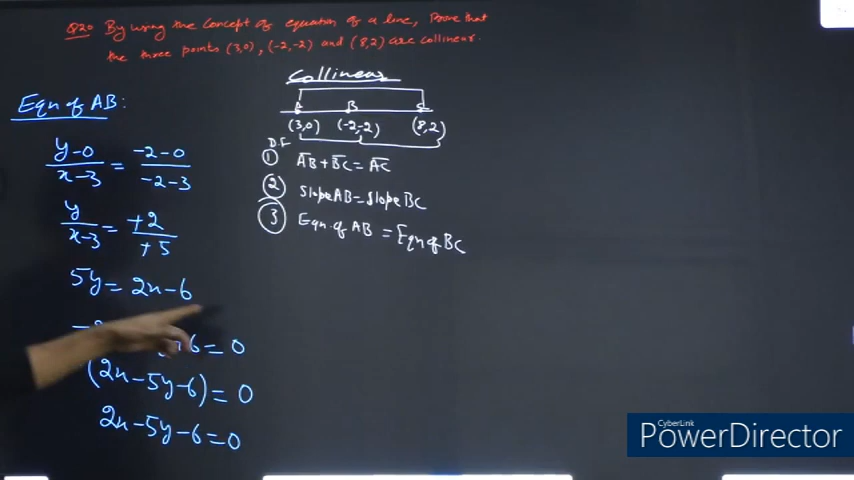 Q20 By using the concept of equation of a line, Prove that
the three points (3,0), (-2,-2) and (8,2) are collinear.
Collinear
A B C
(3,0) (-2,-2) (8,2)
D.F
① AB+BC=AC
② Slope AB=Slope BC
③ Eqn.of AB = Eqn of BC
Eqn of AB:
y-0/x-3 = -2-0/-2-3
y/x-3 = +2/+5
5y=2x-6
6=0
(2x-5y-6)=0
2x-5y-6=0
CyberLink
PowerDirector